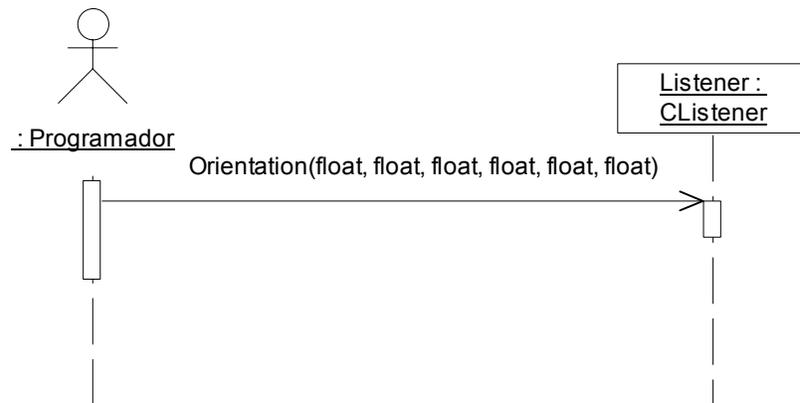 Listener :
CListener
: Programador
Orientation(float, float, float, float, float, float)